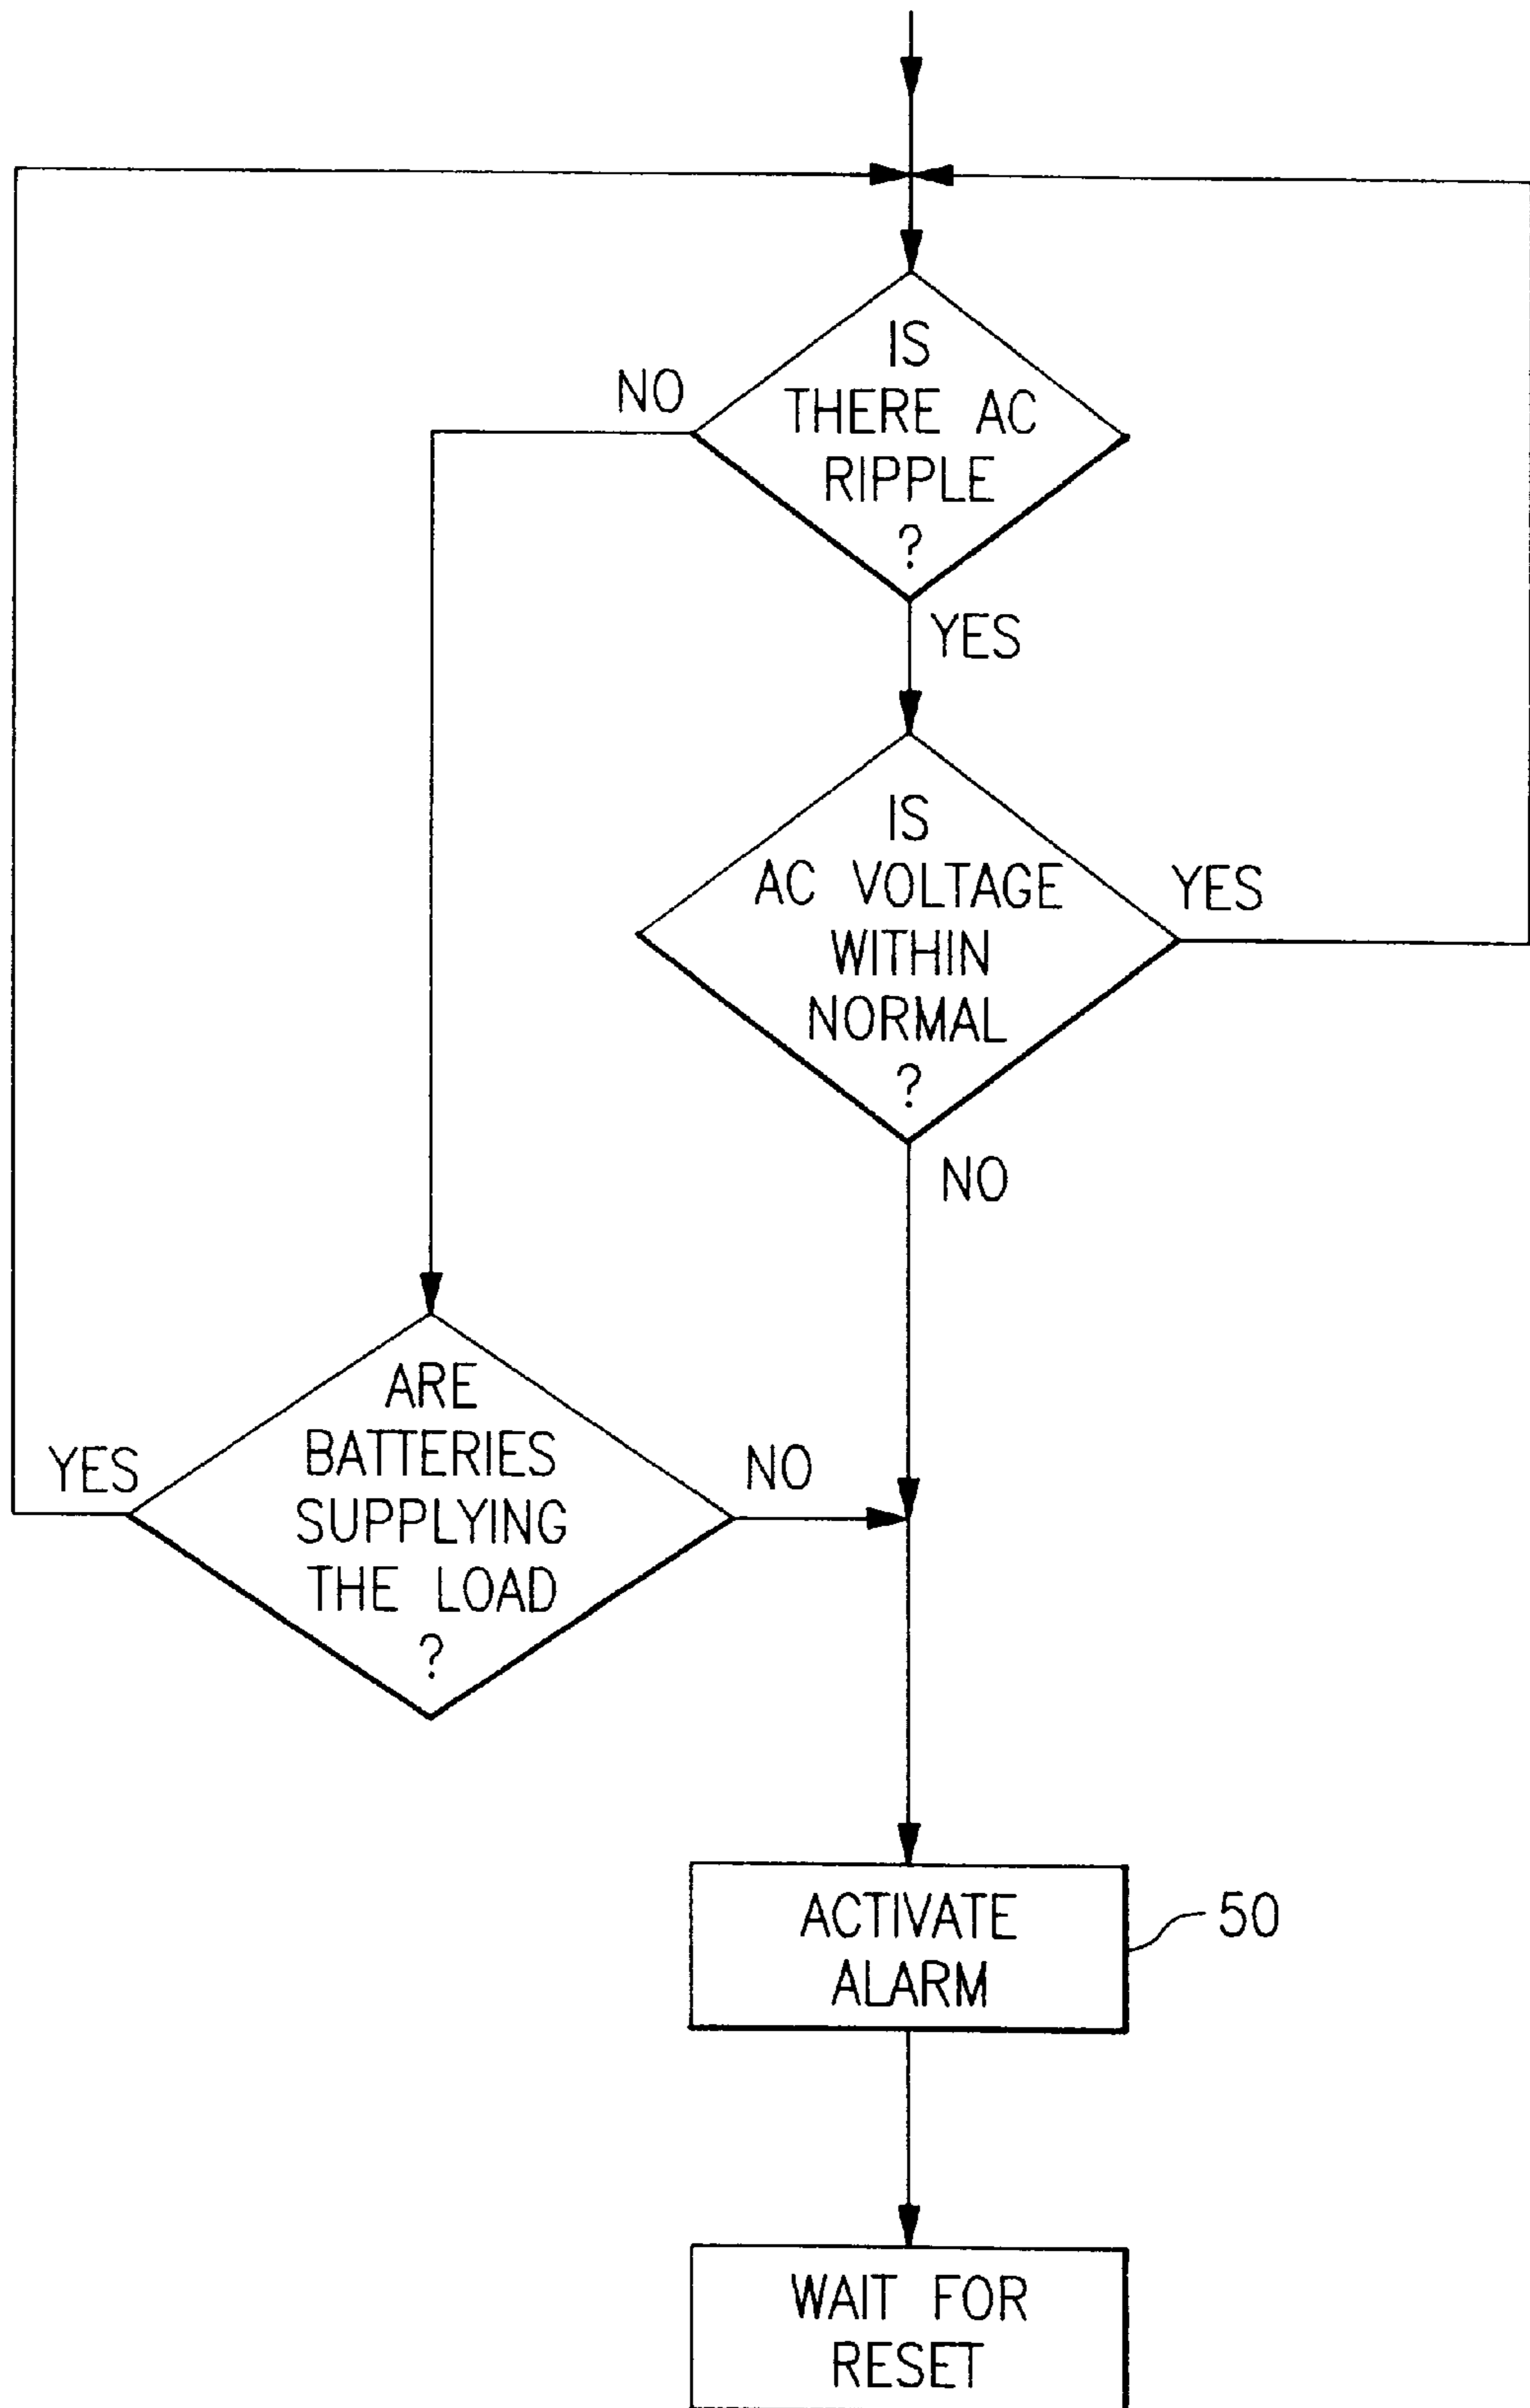 IS
THERE AC
RIPPLE
?
NO
YES
IS
AC VOLTAGE
WITHIN
NORMAL
?
YES
NO
ARE
BATTERIES
SUPPLYING
THE LOAD
?
YES
NO
ACTIVATE
ALARM
50
WAIT FOR
RESET